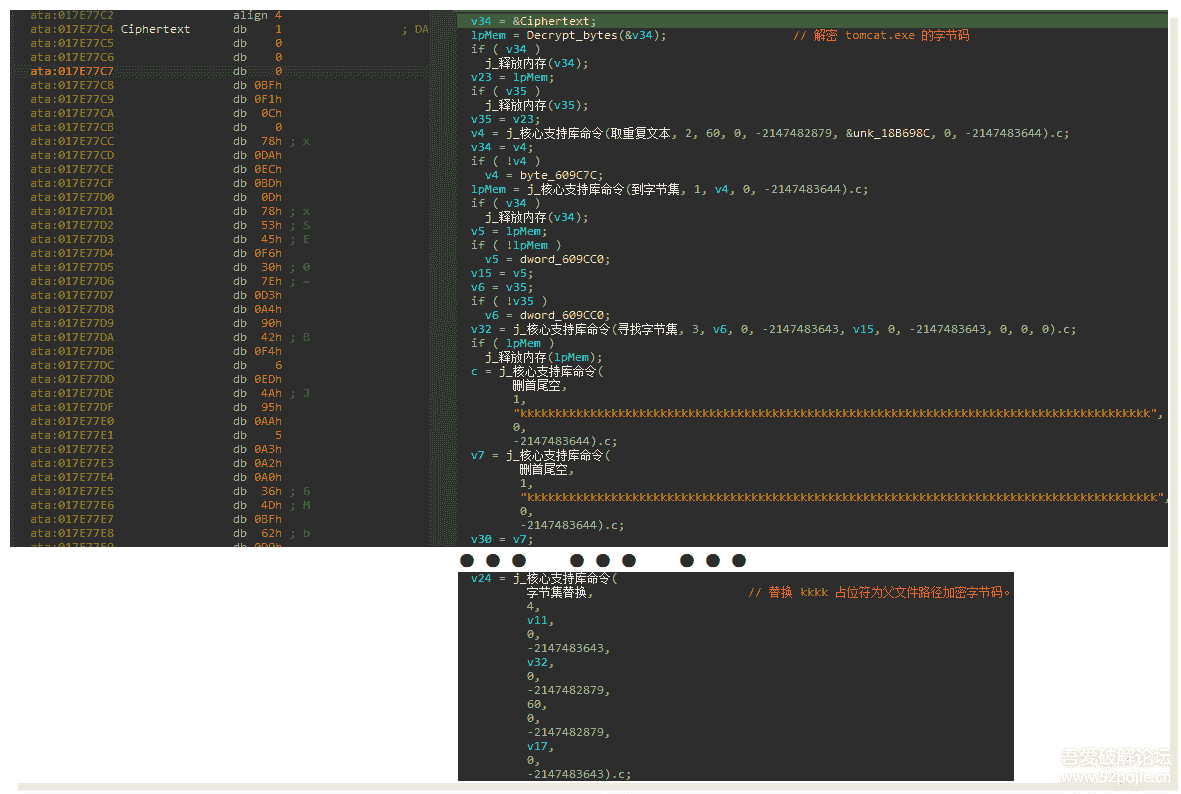 ata:017E77C2 align 4
ata:017E77C4 Ciphertext db 1 ; DA
ata:017E77C5 db 0
ata:017E77C6 db 0
ata:017E77C7 db 0
ata:017E77C8 db 0BFh
ata:017E77C9 db 0F1h
ata:017E77CA db 0Ch
ata:017E77CB db 0
ata:017E77CC db 78h ; x
ata:017E77CD db 0DAh
ata:017E77CE db 0ECh
ata:017E77CF db 0BDh
ata:017E77D0 db 0Dh
ata:017E77D1 db 78h ; x
ata:017E77D2 db 53h ; S
ata:017E77D3 db 45h ; E
ata:017E77D4 db 0F6h
ata:017E77D5 db 30h ; 0
ata:017E77D6 db 7Eh ; ~
ata:017E77D7 db 0D3h
ata:017E77D8 db 0A4h
ata:017E77D9 db 90h
ata:017E77DA db 42h ; B
ata:017E77DB db 0F4h
ata:017E77DC db 6
ata:017E77DD db 0EDh
ata:017E77DE db 4Ah ; J
ata:017E77DF db 95h
ata:017E77E0 db 0AAh
ata:017E77E1 db 5
ata:017E77E2 db 0A3h
ata:017E77E3 db 0A2h
ata:017E77E4 db 0A0h
ata:017E77E5 db 36h ; 6
ata:017E77E6 db 4Dh ; M
ata:017E77E7 db 0BFh
ata:017E77E8 db 62h ; b
v34 = &Ciphertext;
lpMem = Decrypt_bytes(&v34); // 解密 tomcat.exe 的字节码
if ( v34 )
j_释放内存(v34);
v23 = lpMem;
if ( v35 )
j_释放内存(v35);
v35 = v23;
v4 = j_核心支持库命令(取重复文本, 2, 60, 0, -2147482879, &unk_18B698C, 0, -2147483644).c;
v34 = v4;
if ( !v4 )
v4 = byte_609C7C;
lpMem = j_核心支持库命令(到字节集, 1, v4, 0, -2147483644).c;
if ( v34 )
j_释放内存(v34);
v5 = lpMem;
if ( !lpMem )
v5 = dword_609CC0;
v15 = v5;
v6 = v35;
if ( !v35 )
v6 = dword_609CC0;
v32 = j_核心支持库命令(寻找字节集, 3, v6, 0, -2147483643, v15, 0, -2147483643, 0, 0, 0).c;
if ( lpMem )
j_释放内存(lpMem);
c = j_核心支持库命令(
删首尾空,
1,
"kkkkkkkkkkkkkkkkkkkkkkkkkkkkkkkkkkkkkkkkkkkkkkkkkkkkkkkkkkkkkkkkkkkkkkkkkkkkkkkkkkkkkkkkkk",
0,
-2147483644).c;
v7 = j_核心支持库命令(
删首尾空,
1,
"kkkkkkkkkkkkkkkkkkkkkkkkkkkkkkkkkkkkkkkkkkkkkkkkkkkkkkkkkkkkkkkkkkkkkkkkkkkkkkkkkkkkkkkkkk",
0,
-2147483644).c;
v30 = v7;
v24 = j_核心支持库命令(
字节集替换, // 替换 kkkk 占位符为父文件路径加密字节码。
4,
v11,
0,
-2147483643,
v32,
0,
-2147482879,
60,
0,
-2147482879,
v17,
0,
-2147483643).c;
吾爱破解论坛
www.52pojie.cn